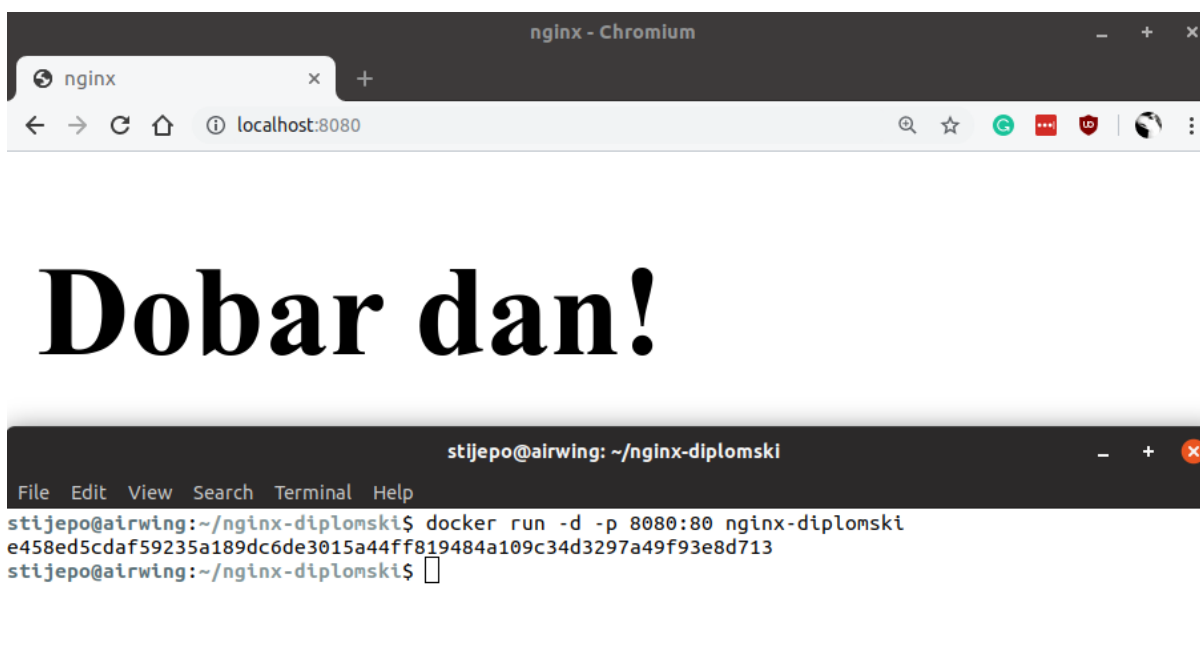 nginx - Chromium
nginx
localhost:8080
Dobar dan!
stijepo@airwing: ~/nginx-diplomski
File Edit View Search Terminal Help
stijepo@airwing:~/nginx-diplomski$ docker run -d -p 8080:80 nginx-diplomski
e458ed5cdaf59235a189dc6de3015a44ff819484a109c34d3297a49f93e8d713
stijepo@airwing:~/nginx-diplomski$